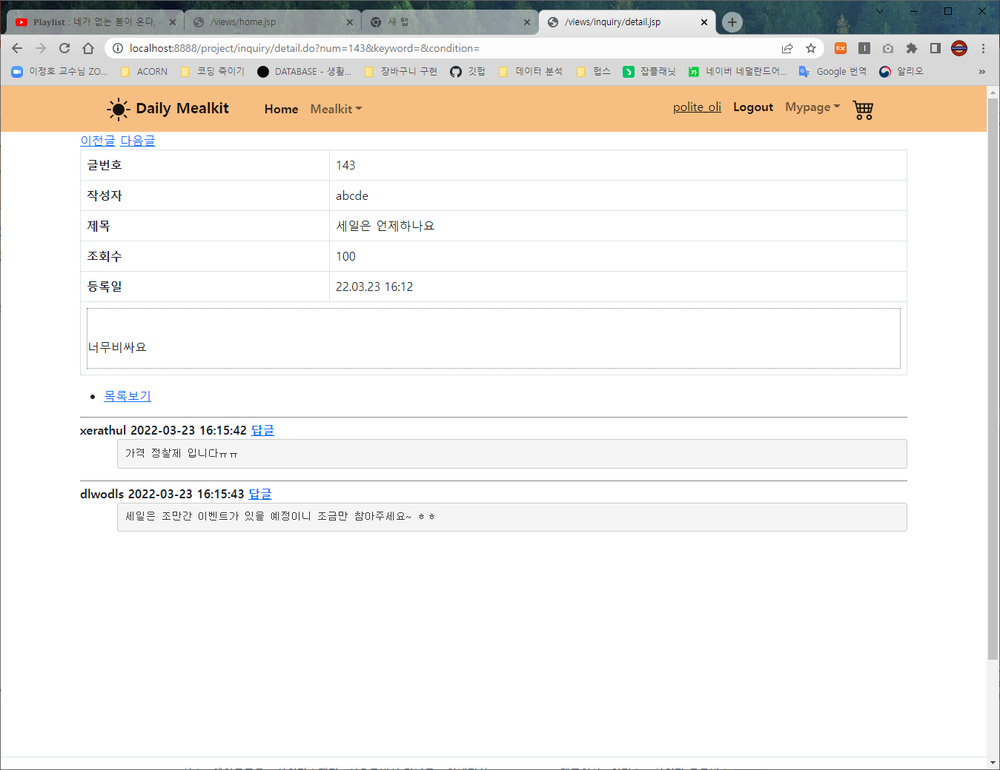 Playlist : 네가 없는 봄이 온다,
/views/home.jsp
새 탭
/views/inquiry/detail.jsp
localhost:8888/project/inquiry/detail.do?num=143&keyword=&condition=
이정호 교수님 ZO...
ACORN
코딩 죽이기
DATABASE - 생활...
장바구니 구현
깃헙
데이터 분석
헙스
잡플래닛
네이버 네덜란드어...
Google 번역
알리오
»
Daily Mealkit
Home
Mealkit
polite_oli
Logout
Mypage
이전글 다음글
글번호 143
작성자 abcde
제목 세일은 언제하나요
조회수 100
등록일 22.03.23 16:12
너무비싸요
목록보기
xerathul 2022-03-23 16:15:42 답글
가격 정찰제 입니다ㅠㅠ
dlwodls 2022-03-23 16:15:43 답글
세일은 조만간 이벤트가 있을 예정이니 조금만 참아주세요~ ㅎㅎ